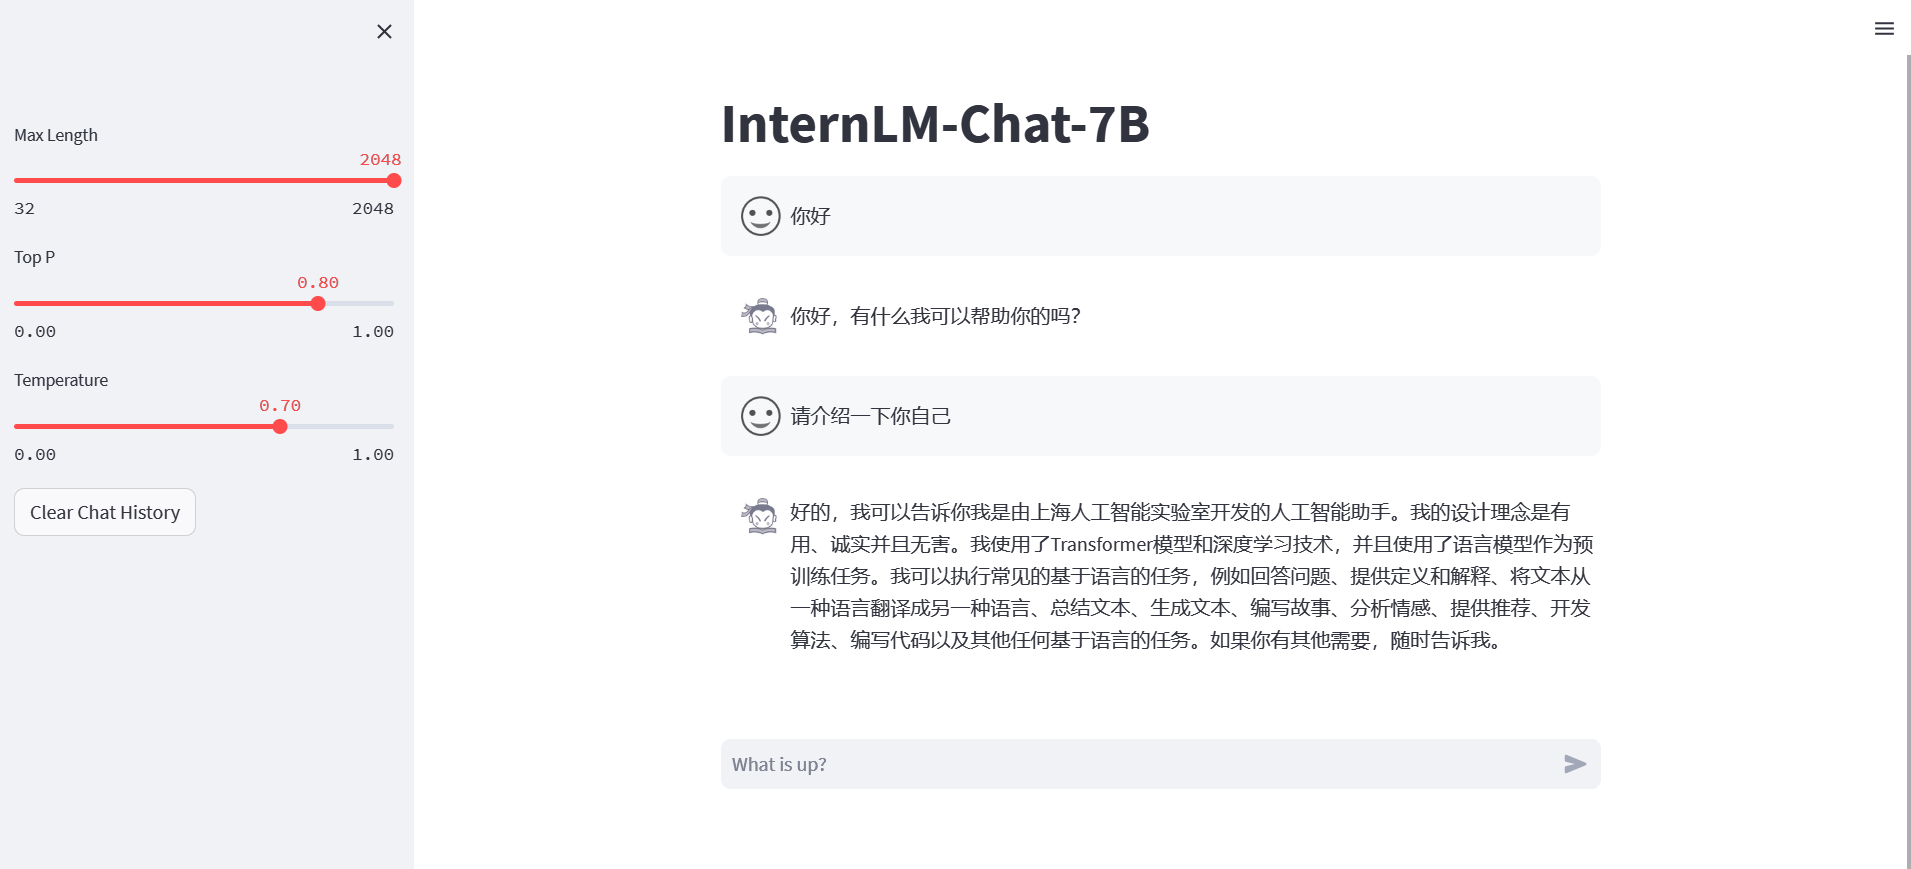 Max Length
2048
32 2048
Top P
0.80
0.00 1.00
Temperature
0.70
0.00 1.00
Clear Chat History
InternLM-Chat-7B
你好
你好，有什么我可以帮助你的吗？
请介绍一下你自己
好的，我可以告诉你我是由上海人工智能实验室开发的人工智能助手。我的设计理念是有
用、诚实并且无害。我使用了Transformer模型和深度学习技术，并且使用了语言模型作为预
训练任务。我可以执行常见的基于语言的任务，例如回答问题、提供定义和解释、将文本从
一种语言翻译成另一种语言、总结文本、生成文本、编写故事、分析情感、提供推荐、开发
算法、编写代码以及其他任何基于语言的任务。如果你有其他需要，随时告诉我。
What is up?